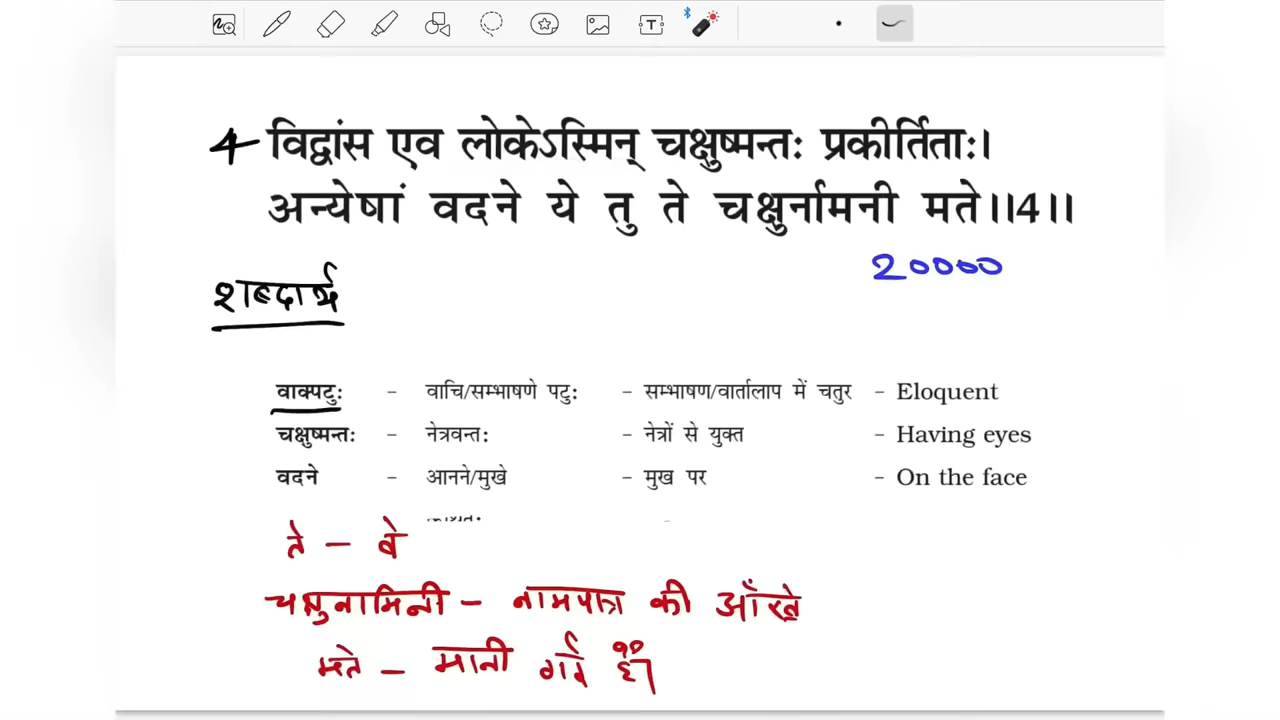 4 विद्वांस एव लोकेऽस्मिन् चक्षुष्मन्तः प्रकीर्तिताः।
अन्येषां वदने ये तु ते चक्षुर्नामनी मते।।4।।
20000
शब्दार्थ
वाक्पटुः - वाचि/सम्भाषणे पटुः - सम्भाषण/वार्तालाप में चतुर - Eloquent
चक्षुष्मन्तः - नेत्रवन्तः - नेत्रों से युक्त - Having eyes
वदने - आनने/मुखे - मुख पर - On the face
ते - वे
चक्षुनामिनी - नाममात्र की आँखे
मते - मानी गई हैं।